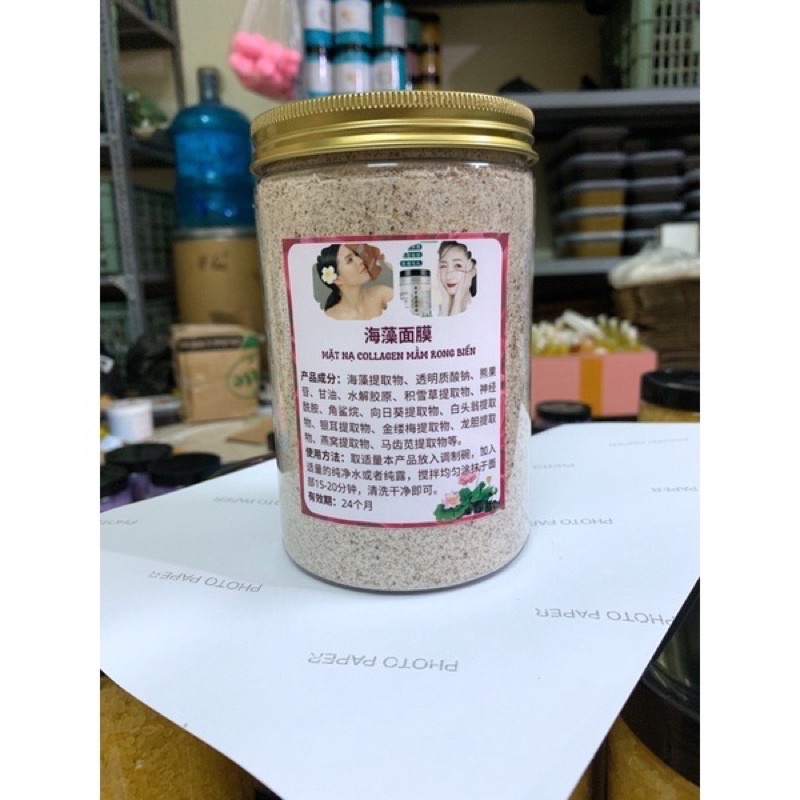 海藻面膜
MẶT NẠ COLLAGEN MẦM RONG BIỂN
产品成分：海藻提取物、透明质酸钠、熊果
苷、甘油、水解胶原、积雪草提取物、神经
酰胺、角鲨烷、向日葵提取物、白头翁提取
物、银耳提取物、金缕梅提取物、龙胆提取
物、燕窝提取物、马齿苋提取物等。
使用方法：取适量本产品放入调制碗，加入
适量的纯净水或者纯露，搅拌均匀涂抹于面
部15-20分钟，清洗干净即可。
有效期：24个月
PHOTO PAPER
PHOTO PAPER
PHOTO PAPER
PHOTO PAPER